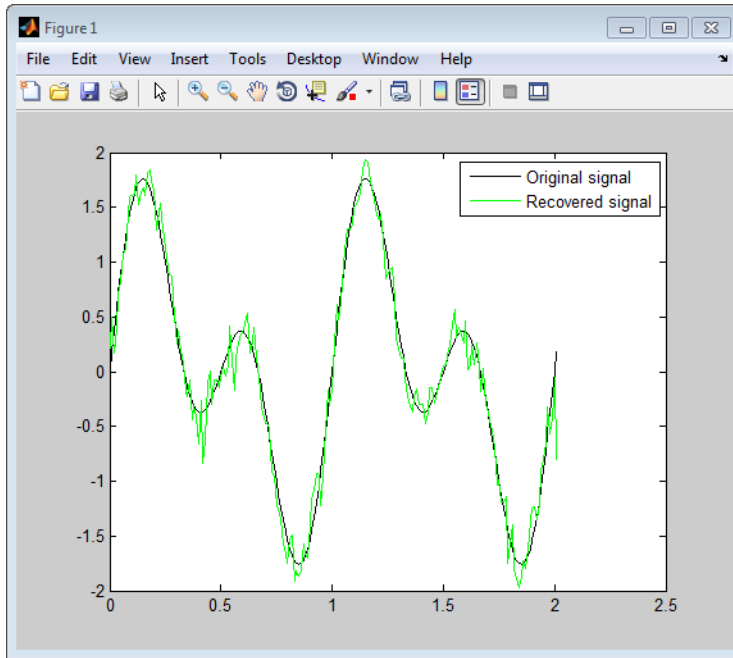 Figure 1
File Edit View Insert Tools Desktop Window Help
2
1.5
1
0.5
0
-0.5
-1
-1.5
-2
0 0.5 1 1.5 2 2.5
Original signal
Recovered signal